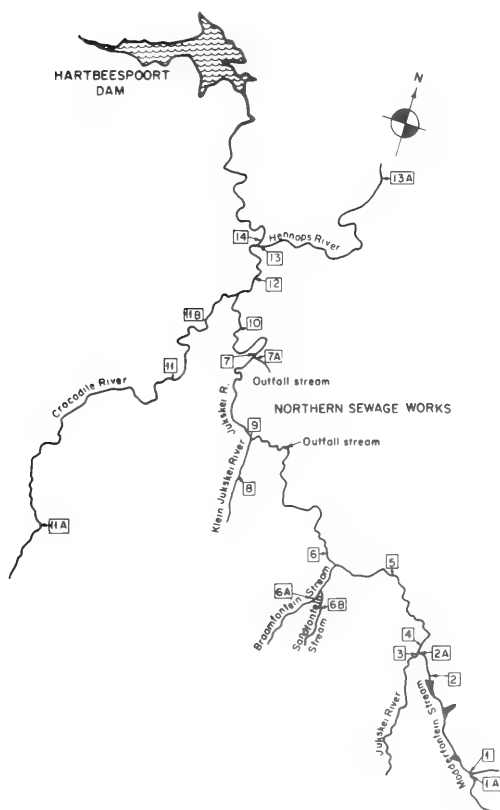 HARTBEESPOORT
DAM
N
13A
14
Hennops River
13
12
11B
10
11
7
7A
Outfall stream
Crocodile River
Jukskei R.
NORTHERN SEWAGE WORKS
9
Outfall stream
Klein Jukskei River
8
11A
6
5
6A
6B
Braamfontein Stream
Sandfontein
Stream
4
3
2A
2
Jukskei River
Modderfontein Stream
1
1A